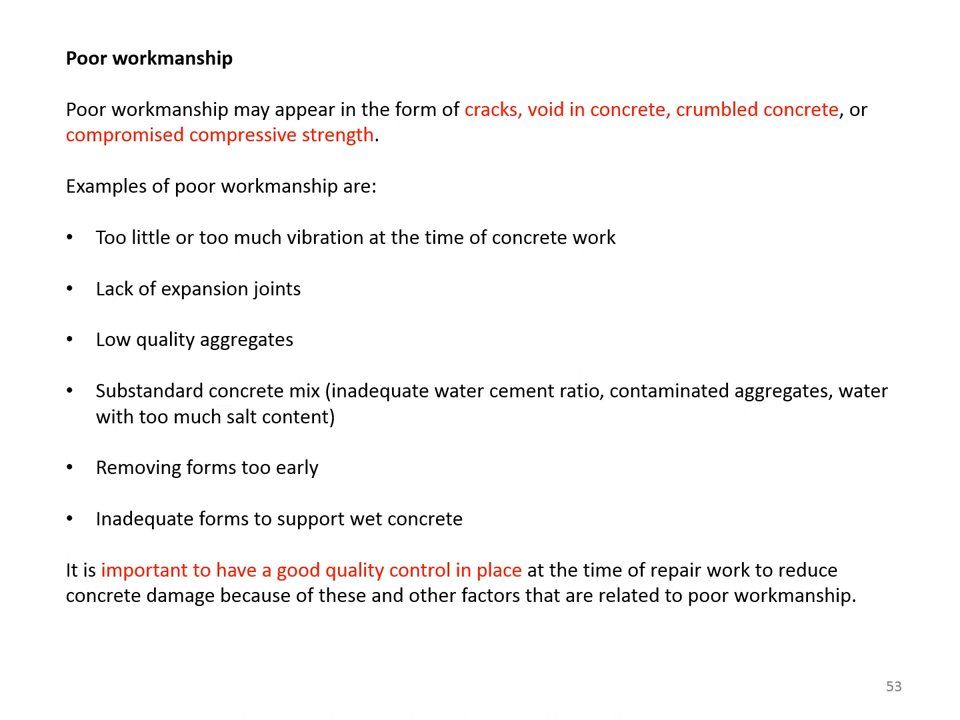 Poor workmanship
Poor workmanship may appear in the form of cracks, void in concrete, crumbled concrete, or
compromised compressive strength.
Examples of poor workmanship are:
• Too little or too much vibration at the time of concrete work
• Lack of expansion joints
• Low quality aggregates
• Substandard concrete mix (inadequate water cement ratio, contaminated aggregates, water
with too much salt content)
• Removing forms too early
• Inadequate forms to support wet concrete
It is important to have a good quality control in place at the time of repair work to reduce
concrete damage because of these and other factors that are related to poor workmanship.
53